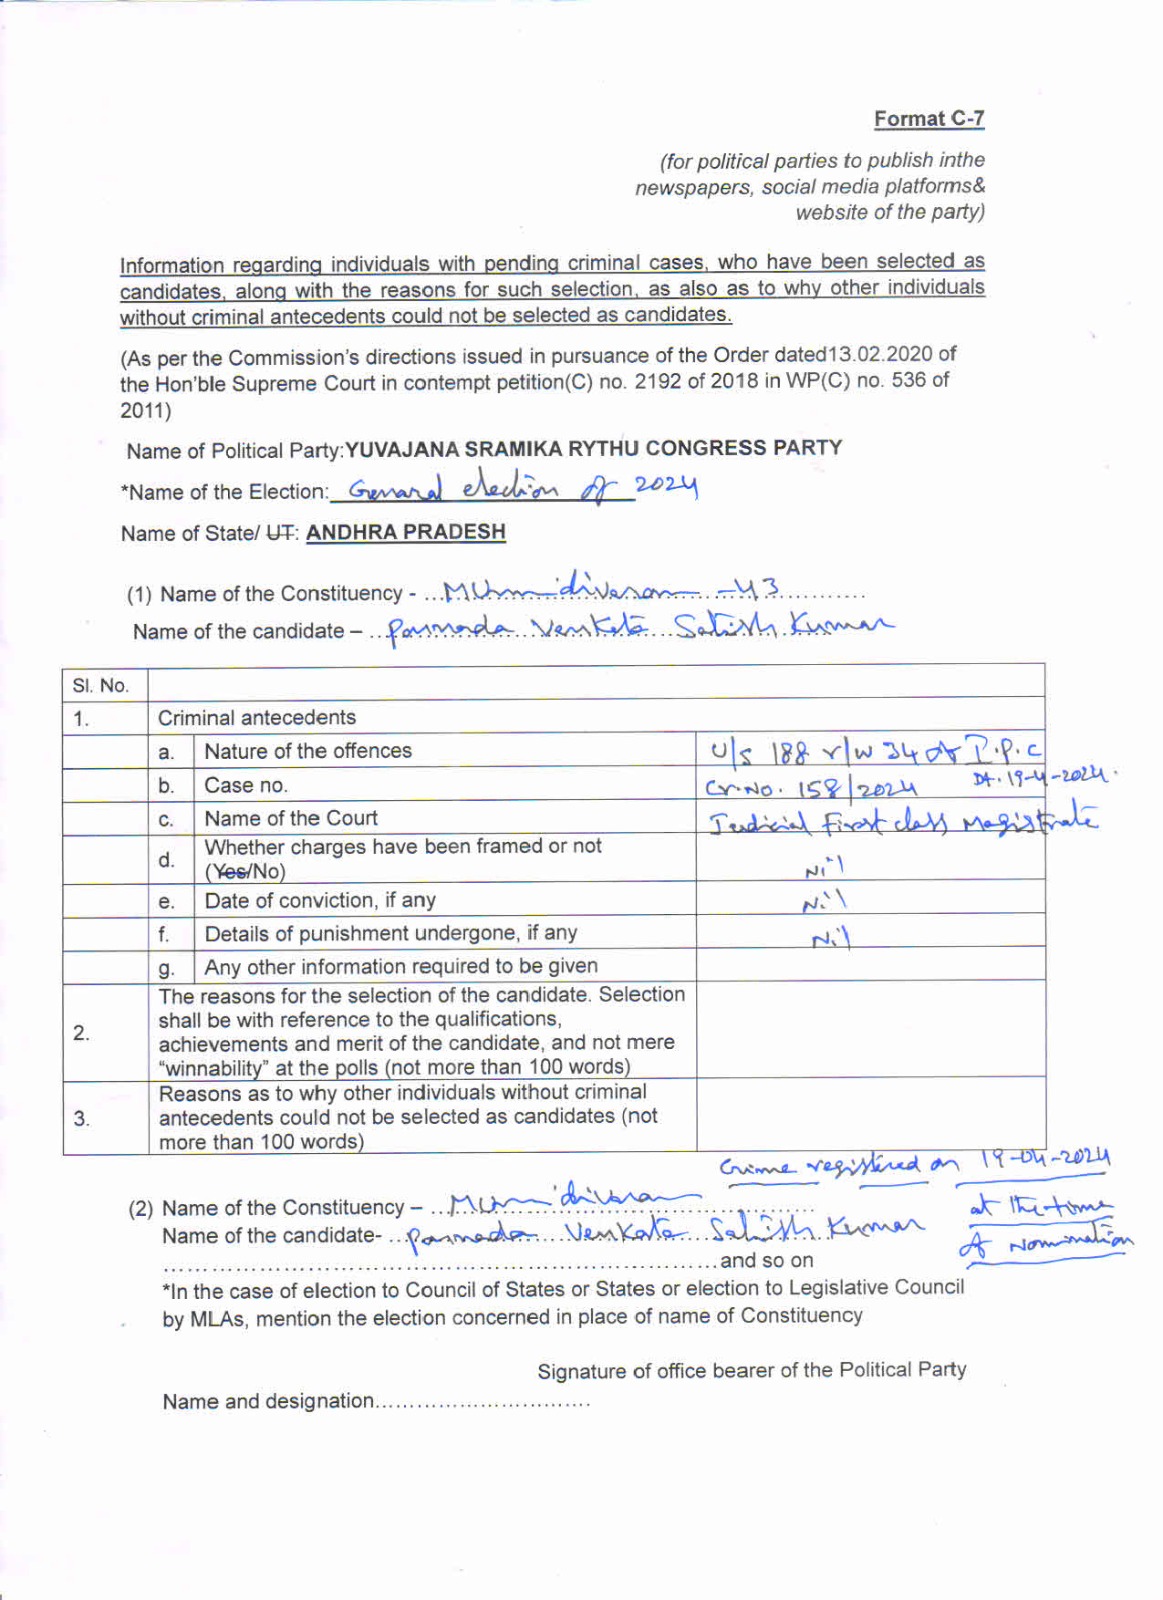 Format C-7
(for political parties to publish inthe
newspapers, social media platforms&
website of the party)
Information regarding individuals with pending criminal cases, who have been selected as
candidates, along with the reasons for such selection, as also as to why other individuals
without criminal antecedents could not be selected as candidates.
(As per the Commission's directions issued in pursuance of the Order dated13.02.2020 of
the Hon'ble Supreme Court in contempt petition(C) no. 2192 of 2018 in WP(C) no. 536 of
2011)
Name of Political Party:YUVAJANA SRAMIKA RYTHU CONGRESS PARTY
*Name of the Election: General election of 2024
Name of State/ UT: ANDHRA PRADESH
(1) Name of the Constituency - ...Mummidivaram - 43...........
Name of the candidate – ..Ponnada Venkata Satish Kumar
Sl. No.
1. Criminal antecedents
a. Nature of the offences U/s 188 r/w 34 of I.P.C
b. Case no. Cr.No. 158/2024 Dt. 19-4-2024.
c. Name of the Court Judicial First class Magistrate
d. Whether charges have been framed or not
(Yes/No) Nil
e. Date of conviction, if any Nil
f. Details of punishment undergone, if any Nil
g. Any other information required to be given
2. The reasons for the selection of the candidate. Selection
shall be with reference to the qualifications,
achievements and merit of the candidate, and not mere
“winnability” at the polls (not more than 100 words)
3. Reasons as to why other individuals without criminal
antecedents could not be selected as candidates (not
more than 100 words)
Crime registered on 19-04-2024
at the time
of Nomination
(2) Name of the Constituency – ..Mummidivaram..........
Name of the candidate- ..Ponnada Venkata Satish Kumar
......................................................................and so on
*In the case of election to Council of States or States or election to Legislative Council
by MLAs, mention the election concerned in place of name of Constituency
Signature of office bearer of the Political Party
Name and designation..............................